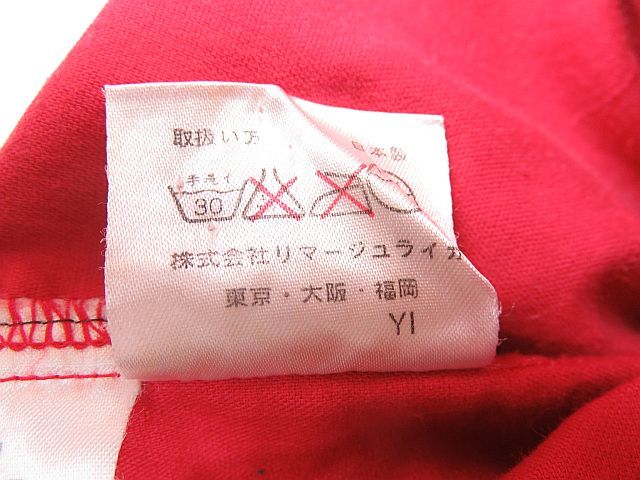 取扱い方 日本製
手洗イ
30
株式会社リマージュライカ
東京・大阪・福岡
YI